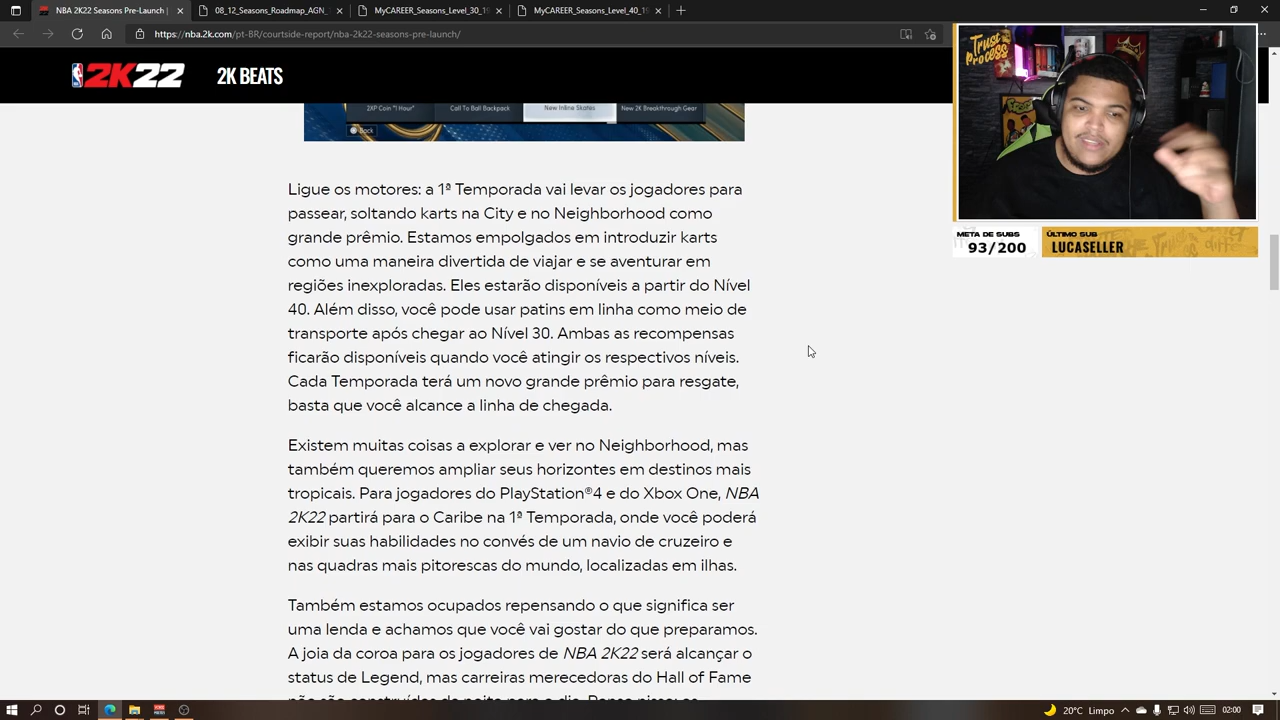 NBA 2K22 Seasons Pre-Launch |
08_12_Seasons_Roadmap_AGN_
MyCAREER_Seasons_Level_30_19
MyCAREER_Seasons_Level_40_19
https://nba.2k.com/pt-BR/courtside-report/nba-2k22-seasons-pre-launch/
2K22
2K BEATS
2XP Coin "1 Hour"
Call To Ball Backpack
New Inline Skates
New 2K Breakthrough Gear
Back
Ligue os motores: a 1ª Temporada vai levar os jogadores para
passear, soltando karts na City e no Neighborhood como
grande prêmio. Estamos empolgados em introduzir karts
como uma maneira divertida de viajar e se aventurar em
regiões inexploradas. Eles estarão disponíveis a partir do Nível
40. Além disso, você pode usar patins em linha como meio de
transporte após chegar ao Nível 30. Ambas as recompensas
ficarão disponíveis quando você atingir os respectivos níveis.
Cada Temporada terá um novo grande prêmio para resgate,
basta que você alcance a linha de chegada.
Existem muitas coisas a explorar e ver no Neighborhood, mas
também queremos ampliar seus horizontes em destinos mais
tropicais. Para jogadores do PlayStation®4 e do Xbox One, NBA
2K22 partirá para o Caribe na 1ª Temporada, onde você poderá
exibir suas habilidades no convés de um navio de cruzeiro e
nas quadras mais pitorescas do mundo, localizadas em ilhas.
Também estamos ocupados repensando o que significa ser
uma lenda e achamos que você vai gostar do que preparamos.
A joia da coroa para os jogadores de NBA 2K22 será alcançar o
status de Legend, mas carreiras merecedoras do Hall of Fame
Trust
Process
META DE SUBS
93/200
ÚLTIMO SUB
LUCASELLER
20°C Limpo
02:00